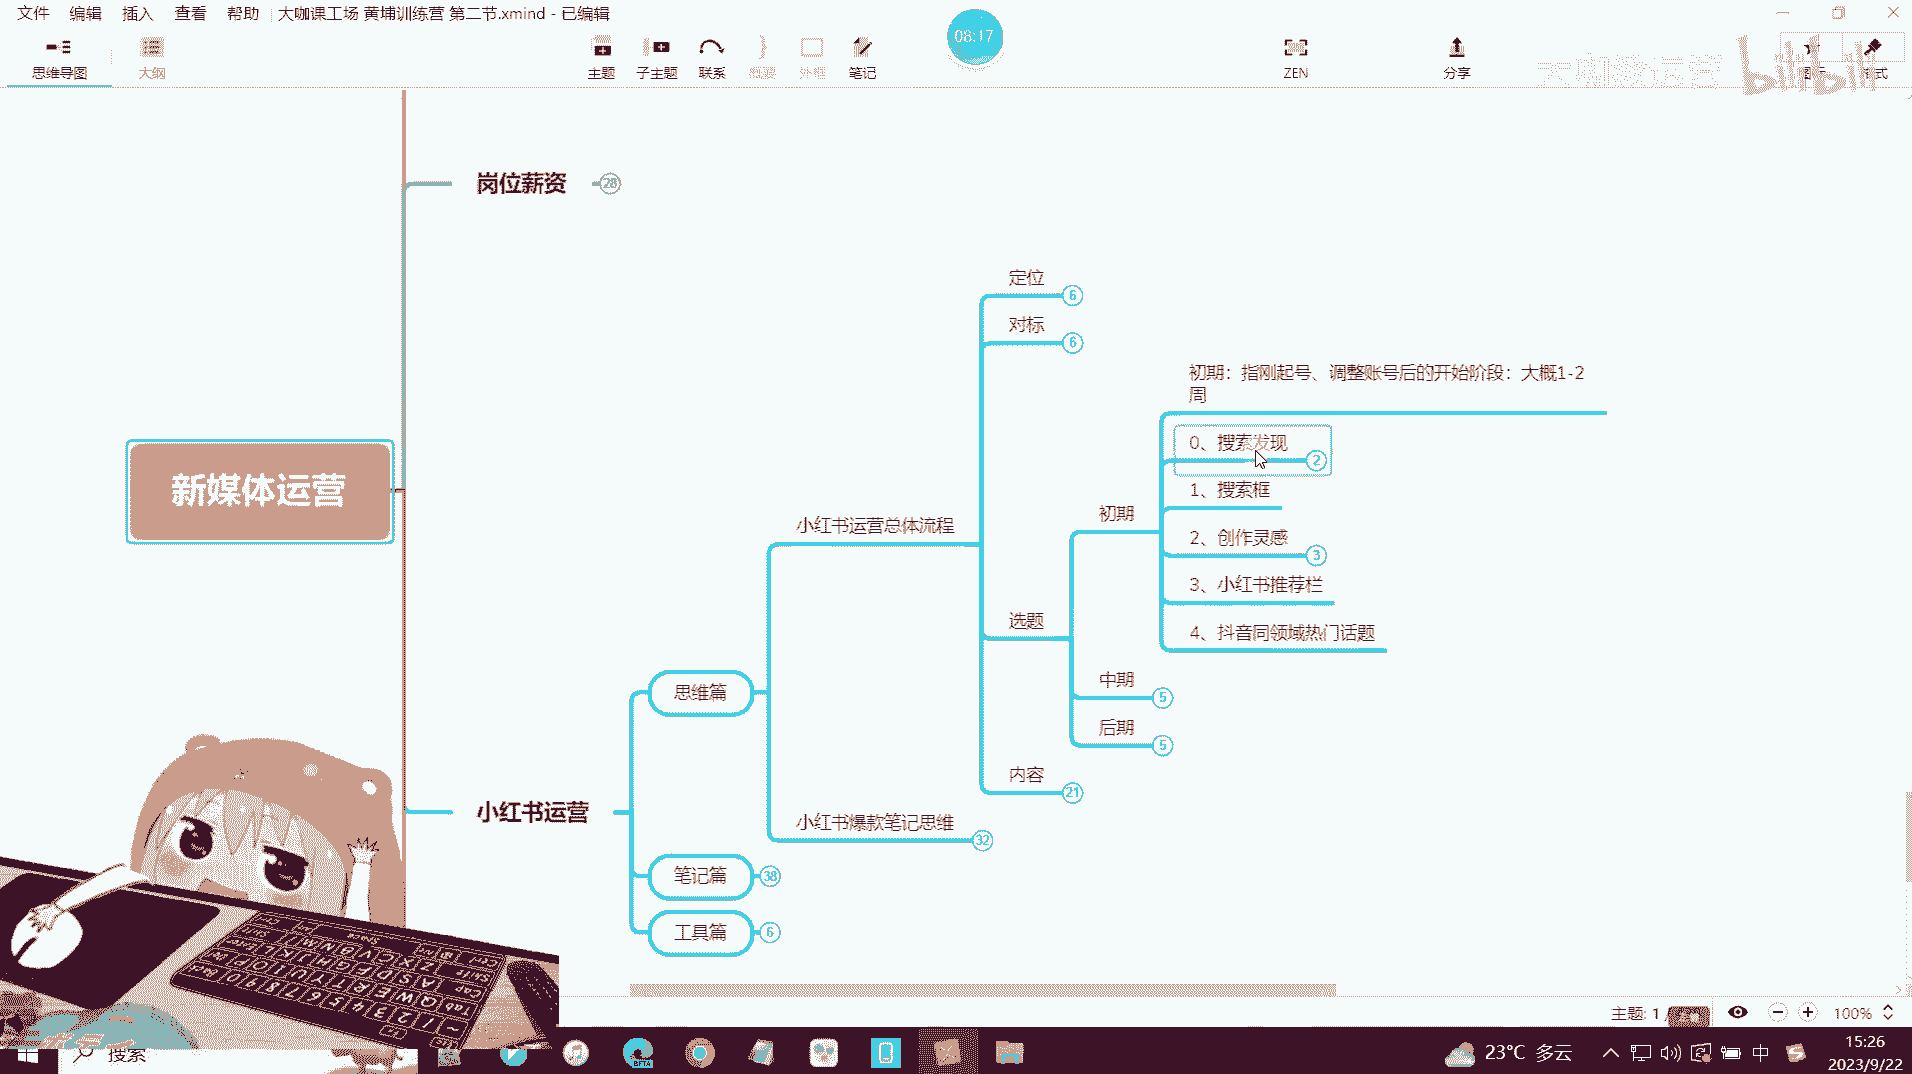 文件 编辑 插入 查看 帮助 大咖课工场 黄埔训练营 第二节.xmind - 已编辑
08:17
思维导图 大纲 主题 子主题 联系 概要 外框 笔记 ZEN 分享
bilibili
岗位薪资 28
定位 6
对标 6
初期：指刚起号、调整账号后的开始阶段：大概1-2
周
0、搜索发现 2
1、搜索框
初期
2、创作灵感 3
3、小红书推荐栏
4、抖音同领域热门话题
新媒体运营
小红书运营总体流程
选题
中期 5
后期 5
思维篇
内容 21
小红书运营
小红书爆款笔记思维 32
笔记篇 38
工具篇 6
主题: 1 /
100%
搜索
BETA
23°C 多云
中
15:26
2023/9/22